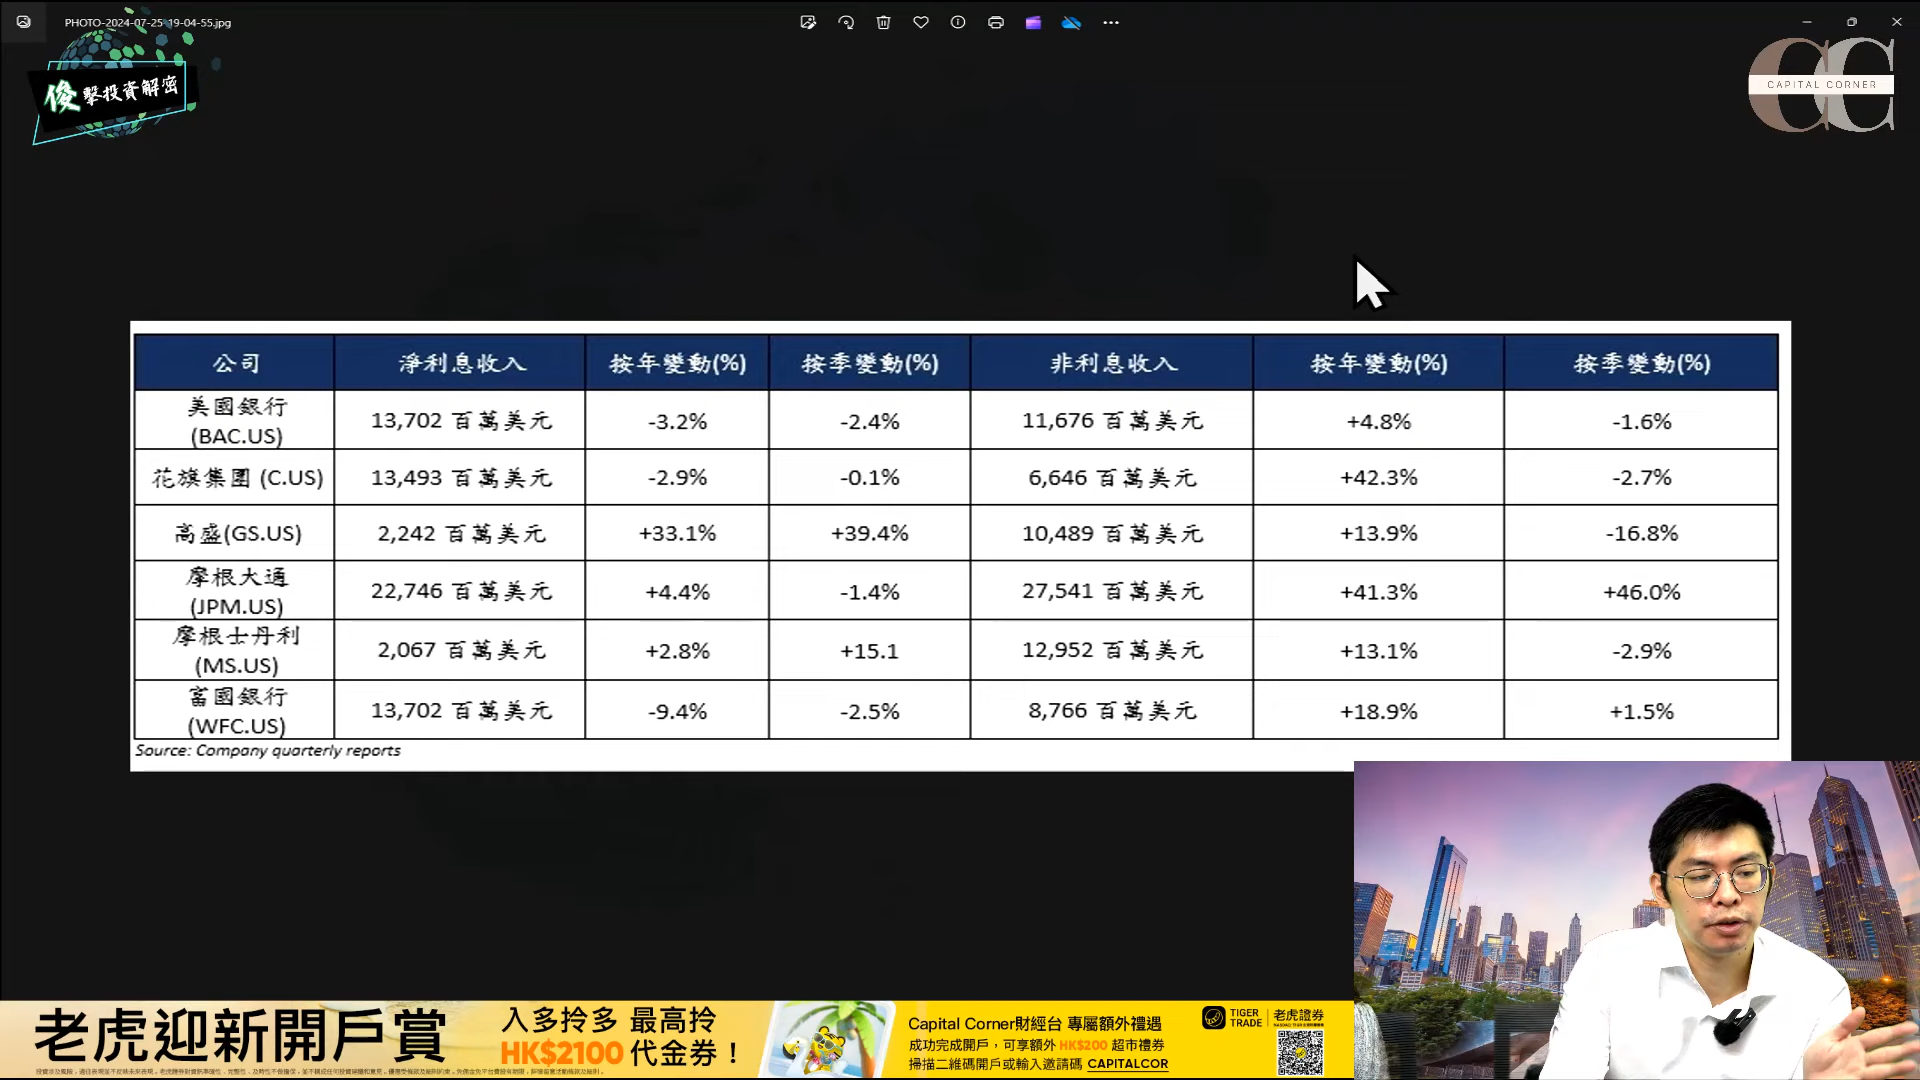 PHOTO-2024-07-25-19-04-55.jpg
俊擊投資解密
CAPITAL CORNER
公司 淨利息收入 按年變動(%) 按季變動(%) 非利息收入 按年變動(%) 按季變動(%)
美國銀行 (BAC.US) 13,702 百萬美元 -3.2% -2.4% 11,676 百萬美元 +4.8% -1.6%
花旗集團 (C.US) 13,493 百萬美元 -2.9% -0.1% 6,646 百萬美元 +42.3% -2.7%
高盛(GS.US) 2,242 百萬美元 +33.1% +39.4% 10,489 百萬美元 +13.9% -16.8%
摩根大通 (JPM.US) 22,746 百萬美元 +4.4% -1.4% 27,541 百萬美元 +41.3% +46.0%
摩根士丹利 (MS.US) 2,067 百萬美元 +2.8% +15.1 12,952 百萬美元 +13.1% -2.9%
富國銀行 (WFC.US) 13,702 百萬美元 -9.4% -2.5% 8,766 百萬美元 +18.9% +1.5%
Source: Company quarterly reports
老虎迎新開戶賞
入多拎多 最高拎
HK$2100 代金券！
Capital Corner財經台 專屬額外禮遇
成功完成開戶，可享額外 HK$200 超市禮券
掃描二維碼開戶或輸入邀請碼 CAPITALCOR
TIGER TRADE 老虎證券